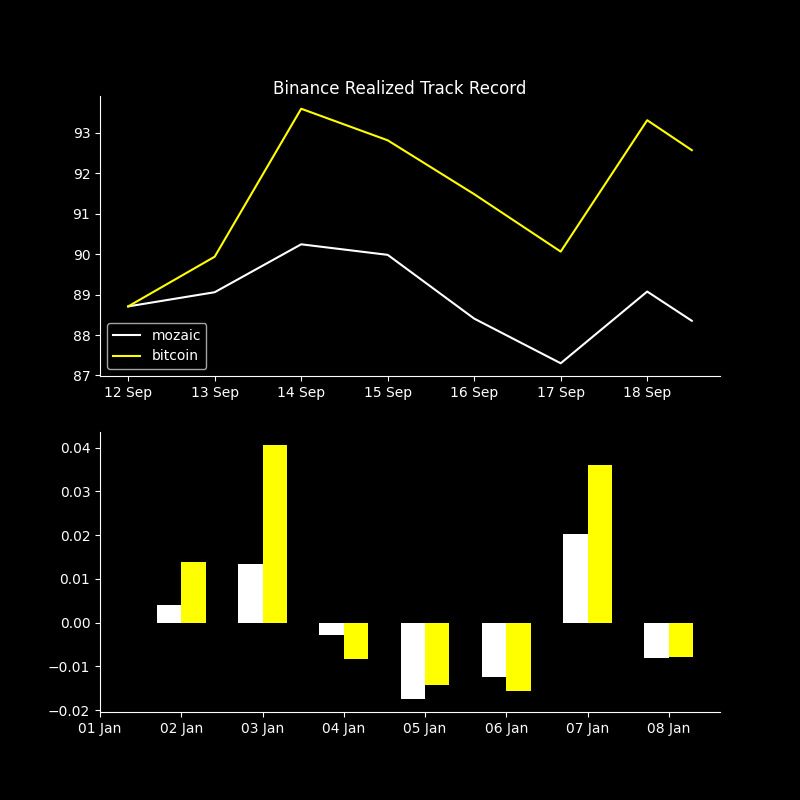 Binance Realized Track Record
93
92
91
90
89
88
87
mozaic
bitcoin
12 Sep 13 Sep 14 Sep 15 Sep 16 Sep 17 Sep 18 Sep
0.04
0.03
0.02
0.01
0.00
−0.01
−0.02
01 Jan 02 Jan 03 Jan 04 Jan 05 Jan 06 Jan 07 Jan 08 Jan